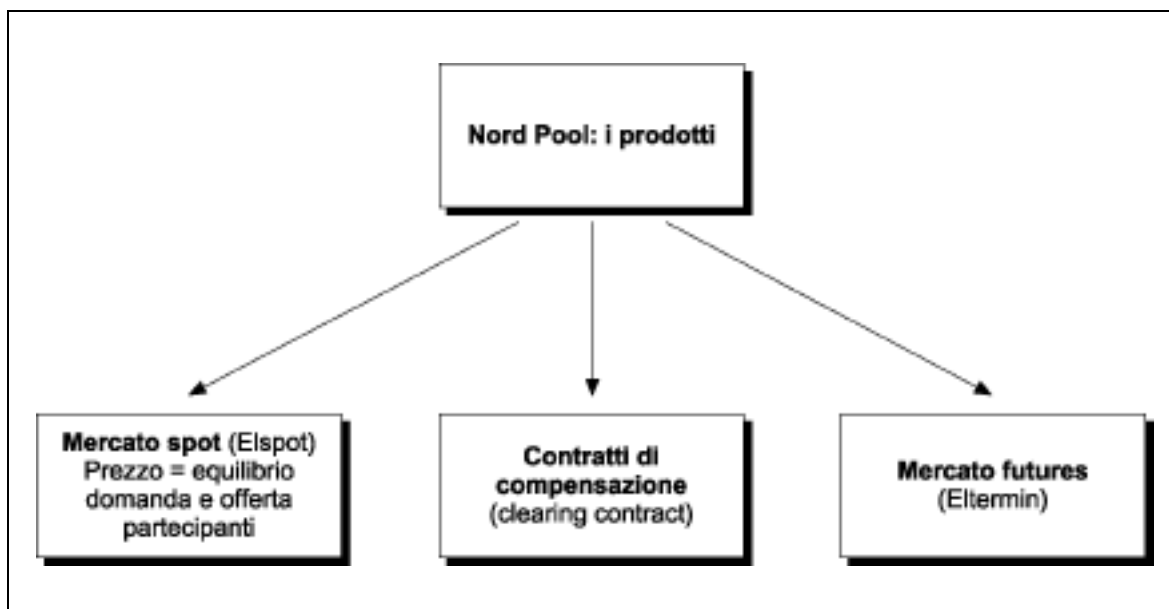 Nord Pool: i prodotti
Mercato spot (Elspot)
Prezzo = equilibrio
domanda e offerta
partecipanti
Contratti di
compensazione
(clearing contract)
Mercato futures
(Eltermin)